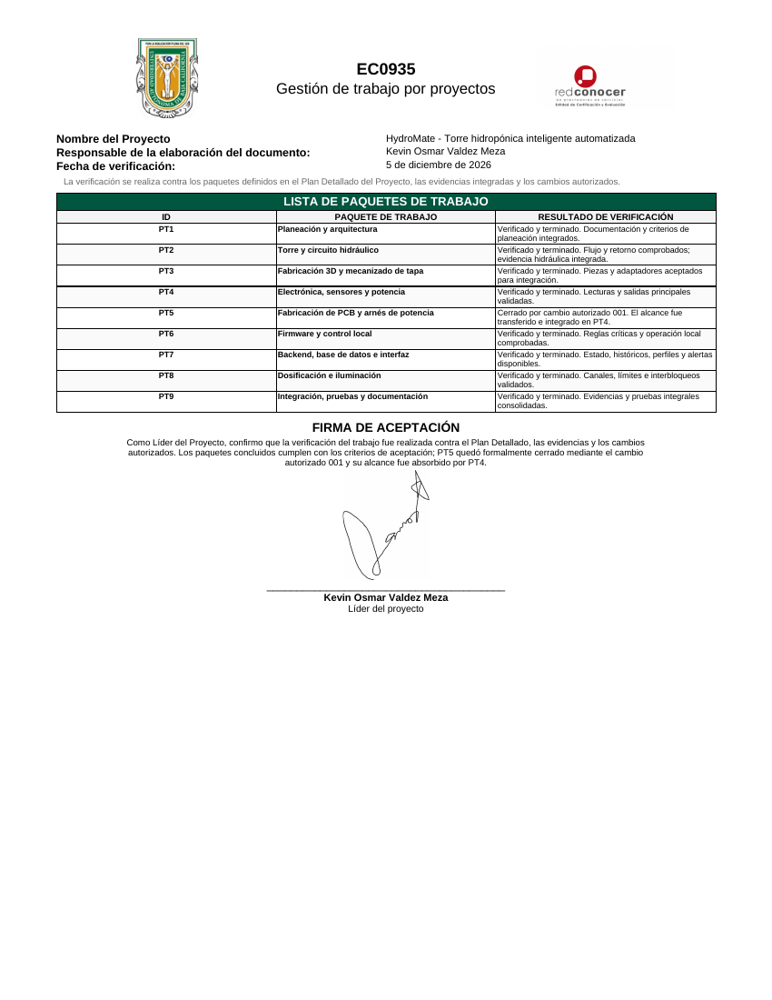 POR LA REALIZACIÓN PLENA DEL SER
UNIVERSIDAD AUTÓNOMA DE BAJA CALIFORNIA
EC0935
Gestión de trabajo por proyectos
redconocer
de prestadores de servicios
Entidad de Certificación y Evaluación
Nombre del Proyecto HydroMate - Torre hidropónica inteligente automatizada
Responsable de la elaboración del documento: Kevin Osmar Valdez Meza
Fecha de verificación: 5 de diciembre de 2026
La verificación se realiza contra los paquetes definidos en el Plan Detallado del Proyecto, las evidencias integradas y los cambios autorizados.
LISTA DE PAQUETES DE TRABAJO
ID PAQUETE DE TRABAJO RESULTADO DE VERIFICACIÓN
PT1 Planeación y arquitectura Verificado y terminado. Documentación y criterios de
planeación integrados.
PT2 Torre y circuito hidráulico Verificado y terminado. Flujo y retorno comprobados;
evidencia hidráulica integrada.
PT3 Fabricación 3D y mecanizado de tapa Verificado y terminado. Piezas y adaptadores aceptados
para integración.
PT4 Electrónica, sensores y potencia Verificado y terminado. Lecturas y salidas principales
validadas.
PT5 Fabricación de PCB y arnés de potencia Cerrado por cambio autorizado 001. El alcance fue
transferido e integrado en PT4.
PT6 Firmware y control local Verificado y terminado. Reglas críticas y operación local
comprobadas.
PT7 Backend, base de datos e interfaz Verificado y terminado. Estado, históricos, perfiles y alertas
disponibles.
PT8 Dosificación e iluminación Verificado y terminado. Canales, límites e interbloqueos
validados.
PT9 Integración, pruebas y documentación Verificado y terminado. Evidencias y pruebas integrales
consolidadas.
FIRMA DE ACEPTACIÓN
Como Líder del Proyecto, confirmo que la verificación del trabajo fue realizada contra el Plan Detallado, las evidencias y los cambios
autorizados. Los paquetes concluidos cumplen con los criterios de aceptación; PT5 quedó formalmente cerrado mediante el cambio
autorizado 001 y su alcance fue absorbido por PT4.
Kevin Osmar Valdez Meza
Líder del proyecto